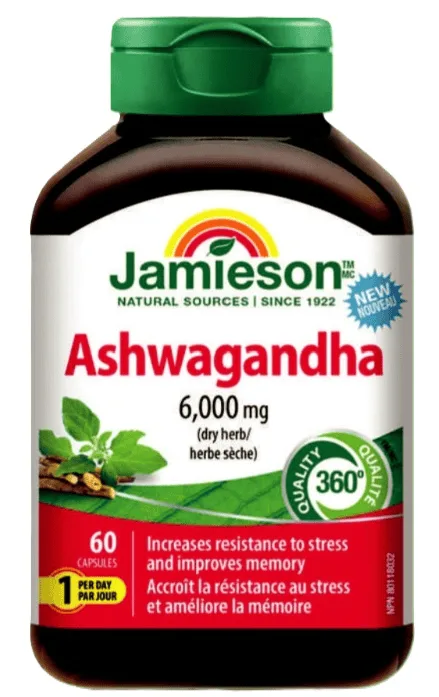 Jamieson™
MC
NATURAL SOURCES | SINCE 1922
NEW
NOUVEAU
Ashwagandha
6,000 mg
(dry herb/
herbe sèche)
QUALITY
360°
QUALITÉ
60
CAPSULES
1 PER DAY
PAR JOUR
Increases resistance to stress
and improves memory
Accroît la résistance au stress
et améliore la mémoire
NPN 80118032